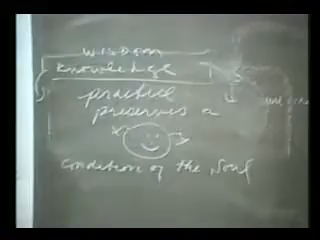 wisdom
knowledge
practice
preserves a
condition of the Soul